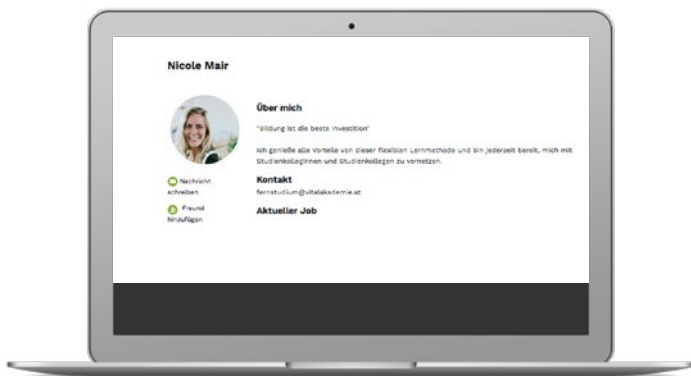 Nicole Mair
Über mich
"Bildung ist die beste Investition"
Ich genieße alle Vorteile von dieser flexiblen Lernmethode und bin jederzeit bereit, mich mit
Studienkolleginnen und Studienkollegen zu vernetzen.
Nachricht
schreiben
Kontakt
fernstudium@vitalakademie.at
Freund
hinzufügen
Aktueller Job